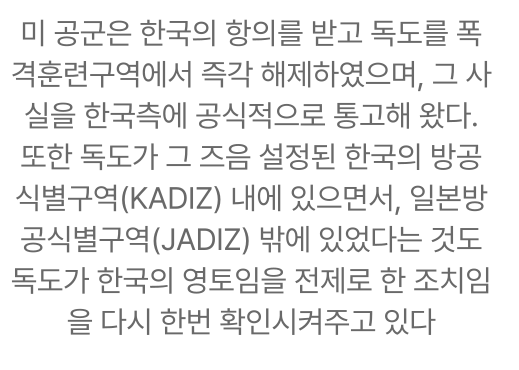 미 공군은 한국의 항의를 받고 독도를 폭
격훈련구역에서 즉각 해제하였으며, 그 사
실을 한국측에 공식적으로 통고해 왔다.
또한 독도가 그 즈음 설정된 한국의 방공
식별구역(KADIZ) 내에 있으면서, 일본방
공식별구역(JADIZ) 밖에 있었다는 것도
독도가 한국의 영토임을 전제로 한 조치임
을 다시 한번 확인시켜주고 있다